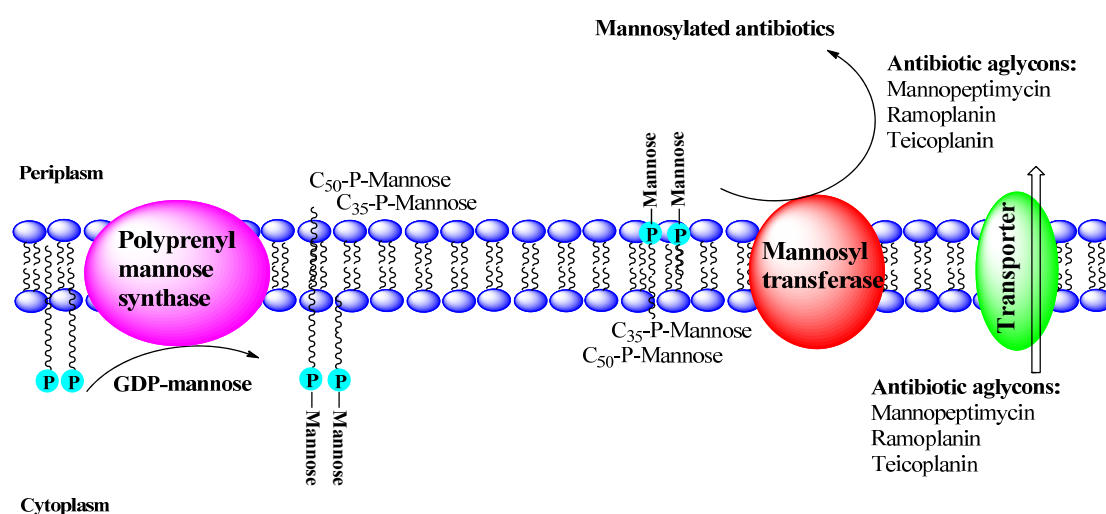 Mannosylated antibiotics
Antibiotic aglycons:
Mannopeptimycin
Ramoplanin
Teicoplanin
Periplasm
C₅₀-P-Mannose
C₃₅-P-Mannose
Mannose
Mannose
P
P
Polyprenyl
mannose
synthase
Mannosyl
transferase
Transporter
C₃₅-P-Mannose
C₅₀-P-Mannose
P
P
GDP-mannose
P
P
Mannose
Mannose
Antibiotic aglycons:
Mannopeptimycin
Ramoplanin
Teicoplanin
Cytoplasm